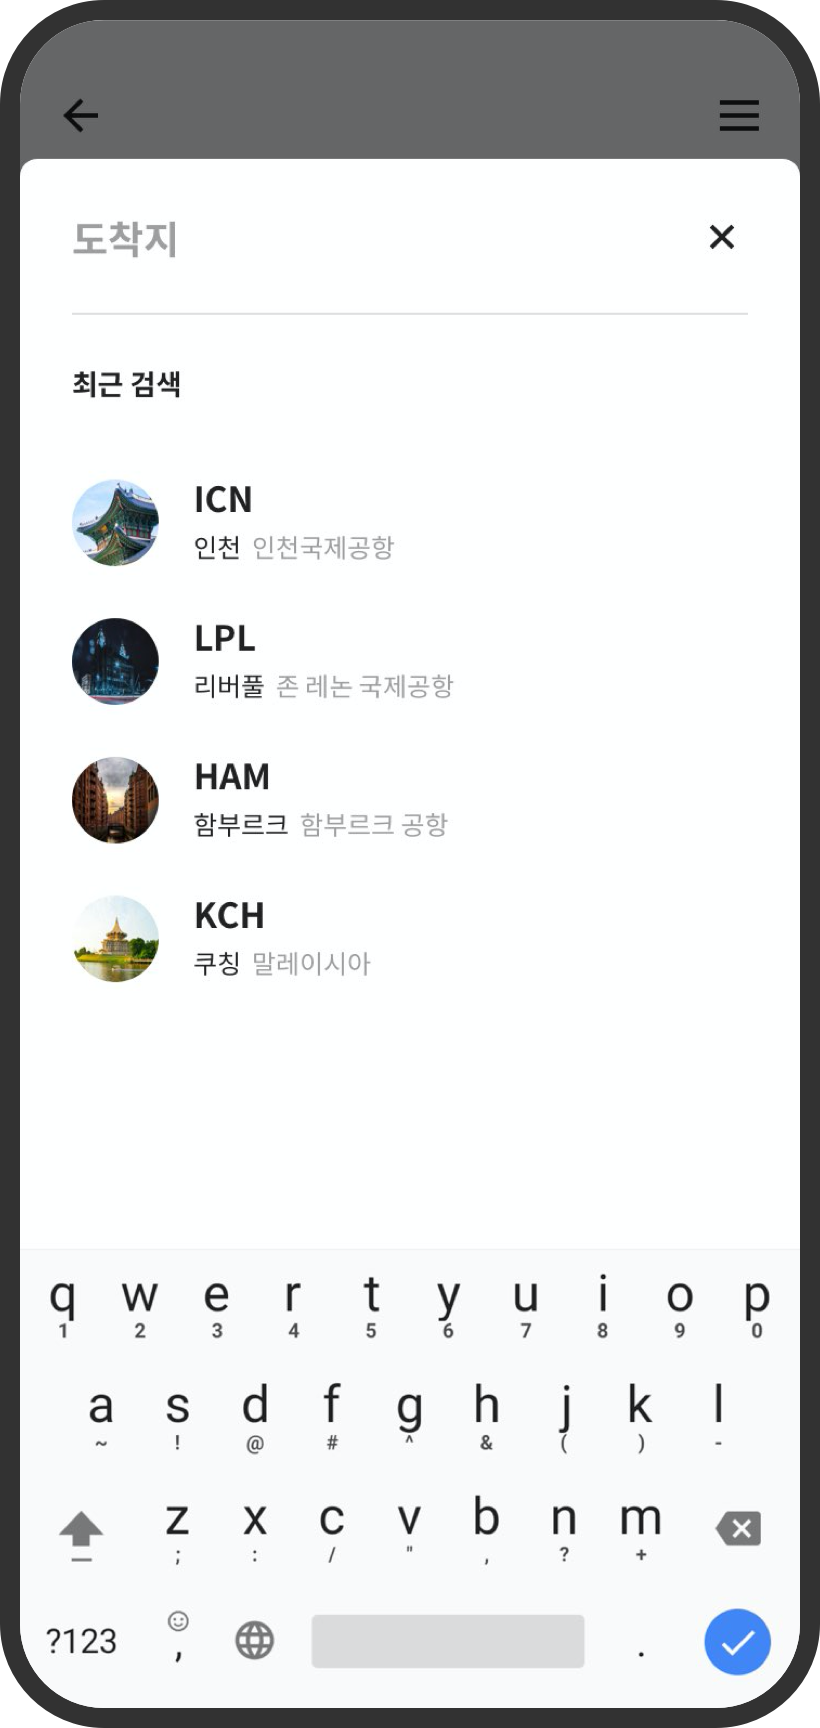 도착지
최근 검색
ICN
인천 인천국제공항
LPL
리버풀 존 레논 국제공항
HAM
함부르크 함부르크 공항
KCH
쿠칭 말레이시아
q w e r t y u i o p
1 2 3 4 5 6 7 8 9 0
a s d f g h j k l
~ ! @ # ^ & ( ) -
z x c v b n m
; : / " , ? +
?123 , .